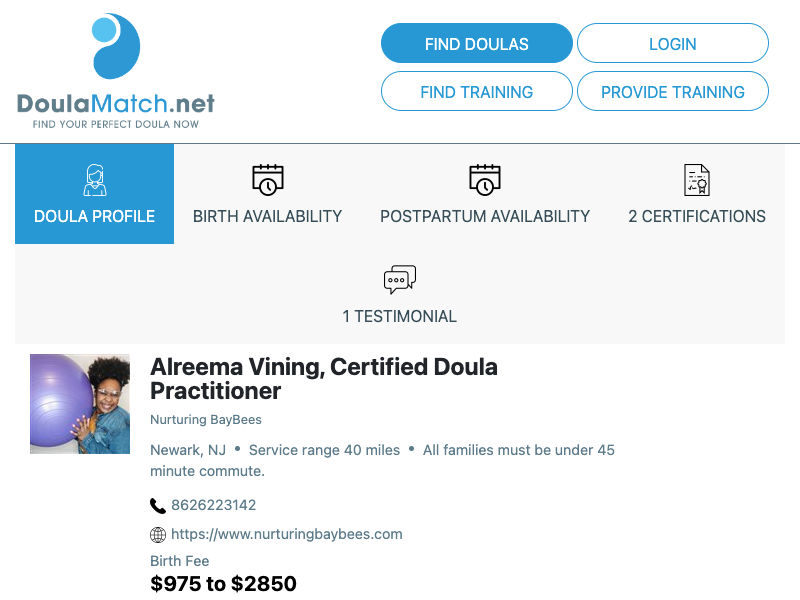 DoulaMatch.net
FIND YOUR PERFECT DOULA NOW
FIND DOULAS
LOGIN
FIND TRAINING
PROVIDE TRAINING
DOULA PROFILE
BIRTH AVAILABILITY
POSTPARTUM AVAILABILITY
2 CERTIFICATIONS
1 TESTIMONIAL
Alreema Vining, Certified Doula
Practitioner
Nurturing BayBees
Newark, NJ • Service range 40 miles • All families must be under 45
minute commute.
8626223142
https://www.nurturingbaybees.com
Birth Fee
$975 to $2850